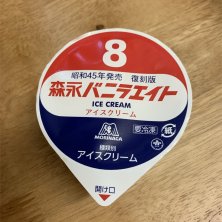 8
昭和45年発売 復刻版
森永バニラエイト
ICE CREAM
アイスクリーム
MORINAGA
要冷凍
紙
種類別
アイスクリーム
開け口